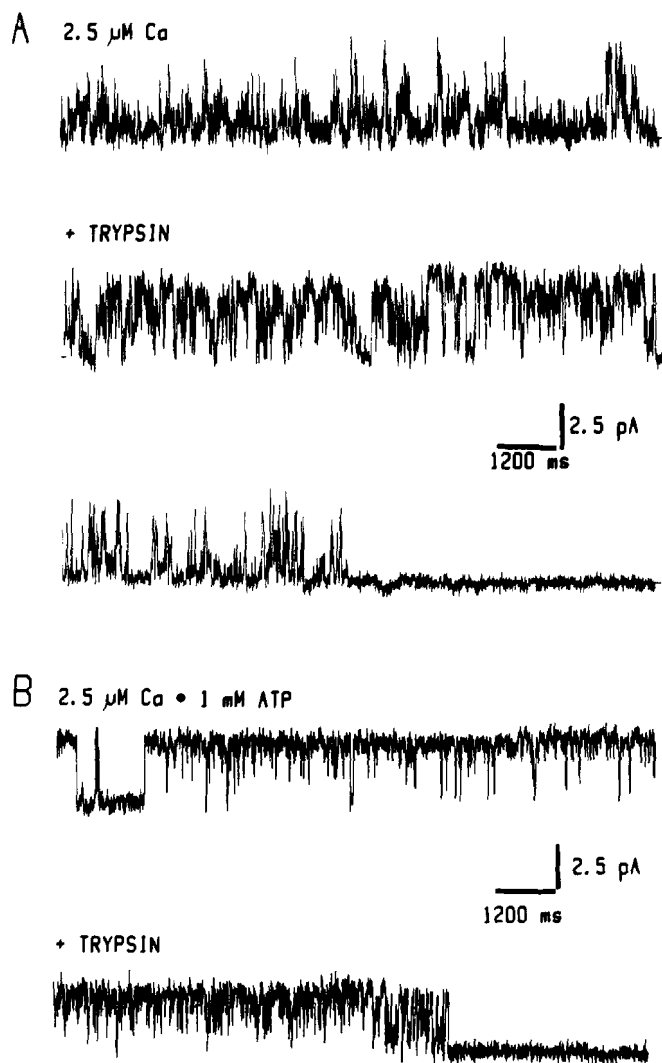 A 2.5 µM Ca
+ TRYPSIN
2.5 pA
1200 ms
B 2.5 µM Ca • 1 mM ATP
2.5 pA
1200 ms
+ TRYPSIN